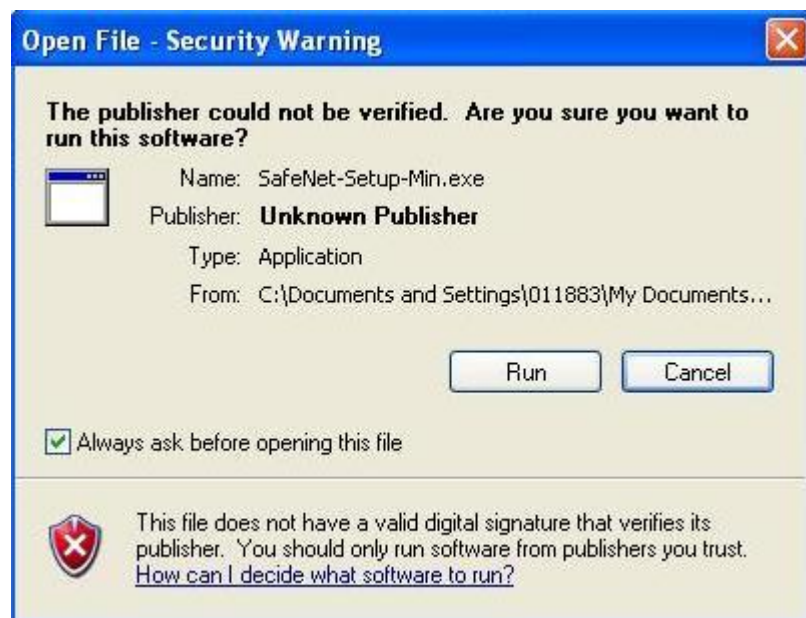 Open File - Security Warning
The publisher could not be verified. Are you sure you want to
run this software?
Name: SafeNet-Setup-Min.exe
Publisher: Unknown Publisher
Type: Application
From: C:\Documents and Settings\011883\My Documents...
Run Cancel
Always ask before opening this file
This file does not have a valid digital signature that verifies its
publisher. You should only run software from publishers you trust.
How can I decide what software to run?